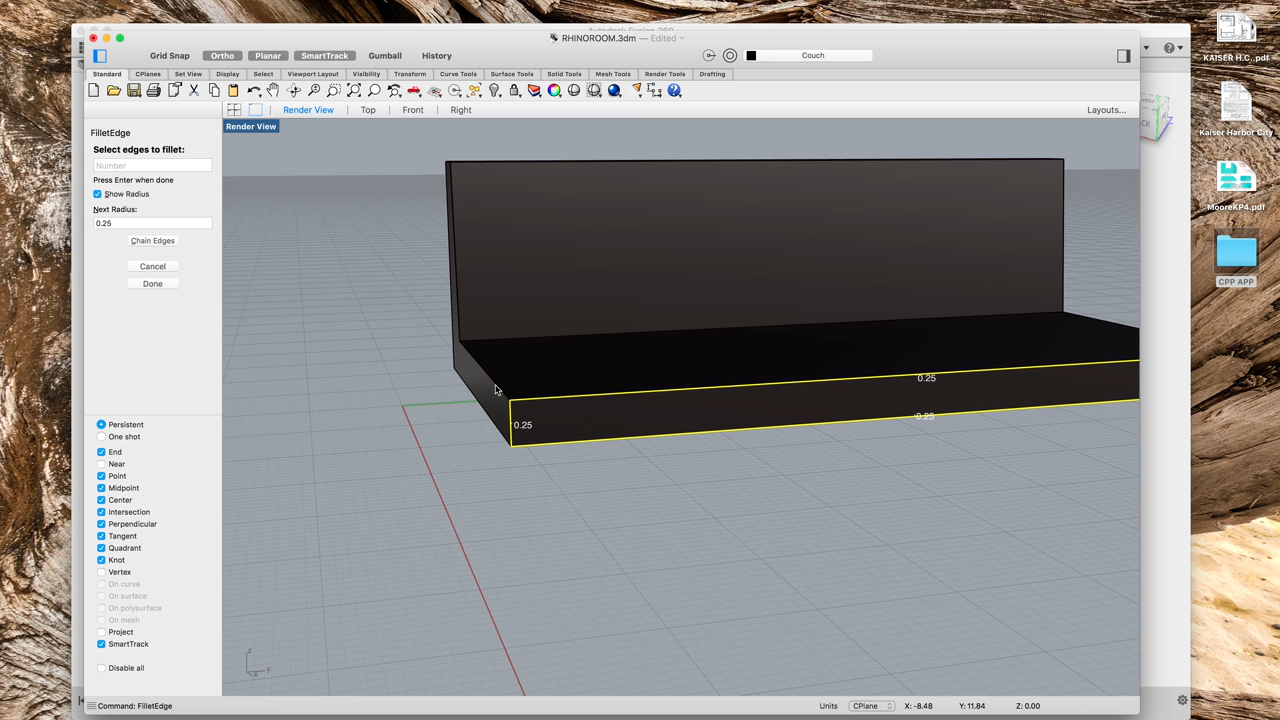 RHINOROOM.3dm — Edited
Grid Snap Ortho Planar SmartTrack Gumball History Couch
Standard CPlanes Set View Display Select Viewport Layout Visibility Transform Curve Tools Surface Tools Solid Tools Mesh Tools Render Tools Drafting
Render View Top Front Right Layouts...
Render View
FilletEdge
Select edges to fillet:
Number
Press Enter when done
Show Radius
Next Radius:
0.25
Chain Edges
Cancel
Done
Persistent
One shot
End
Near
Point
Midpoint
Center
Intersection
Perpendicular
Tangent
Quadrant
Knot
Vertex
On curve
On surface
On polysurface
On mesh
Project
SmartTrack
Disable all
0.25
0.25
0.25
z
y
x
Command: FilletEdge
Units CPlane X: -8.48 Y: 11.84 Z: 0.00
Z
KAISER H.C..pdf
Kaiser Harbor City
MooreKP4.pdf
CPP APP